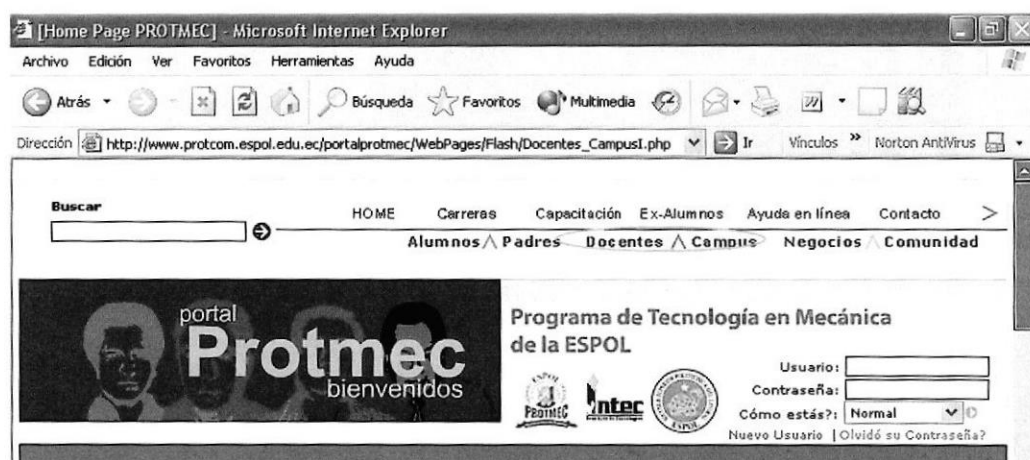 [Home Page PROTMEC] - Microsoft Internet Explorer
Archivo Edición Ver Favoritos Herramientas Ayuda
Atrás Búsqueda Favoritos Multimedia
Dirección http://www.protcom.espol.edu.ec/portalprotmec/WebPages/Flash/Docentes_CampusI.php Ir Vínculos » Norton AntiVirus
Buscar
HOME Carreras Capacitación Ex-Alumnos Ayuda en línea Contacto >
Alumnos Padres Docentes Campus Negocios Comunidad
portal
Protmec
bienvenidos
Programa de Tecnología en Mecánica
de la ESPOL
ESPOL
PROTMEC
intec
ESPOL
Usuario:
Contraseña:
Cómo estás?: Normal
Nuevo Usuario | Olvidó su Contraseña?